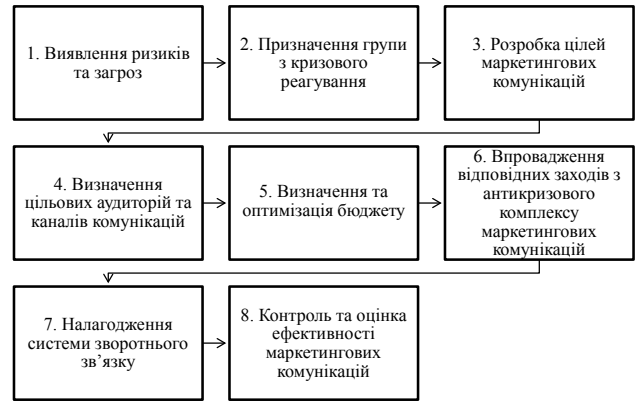 1. Виявлення ризиків
та загроз
2. Призначення групи
з кризового
реагування
3. Розробка цілей
маркетингових
комунікацій
4. Визначення
цільових аудиторій та
каналів комунікацій
5. Визначення та
оптимізація бюджету
6. Впровадження
відповідних заходів з
антикризового
комплексу
маркетингових
комунікацій
7. Налагодження
системи зворотнього
зв’язку
8. Контроль та оцінка
ефективності
маркетингових
комунікацій